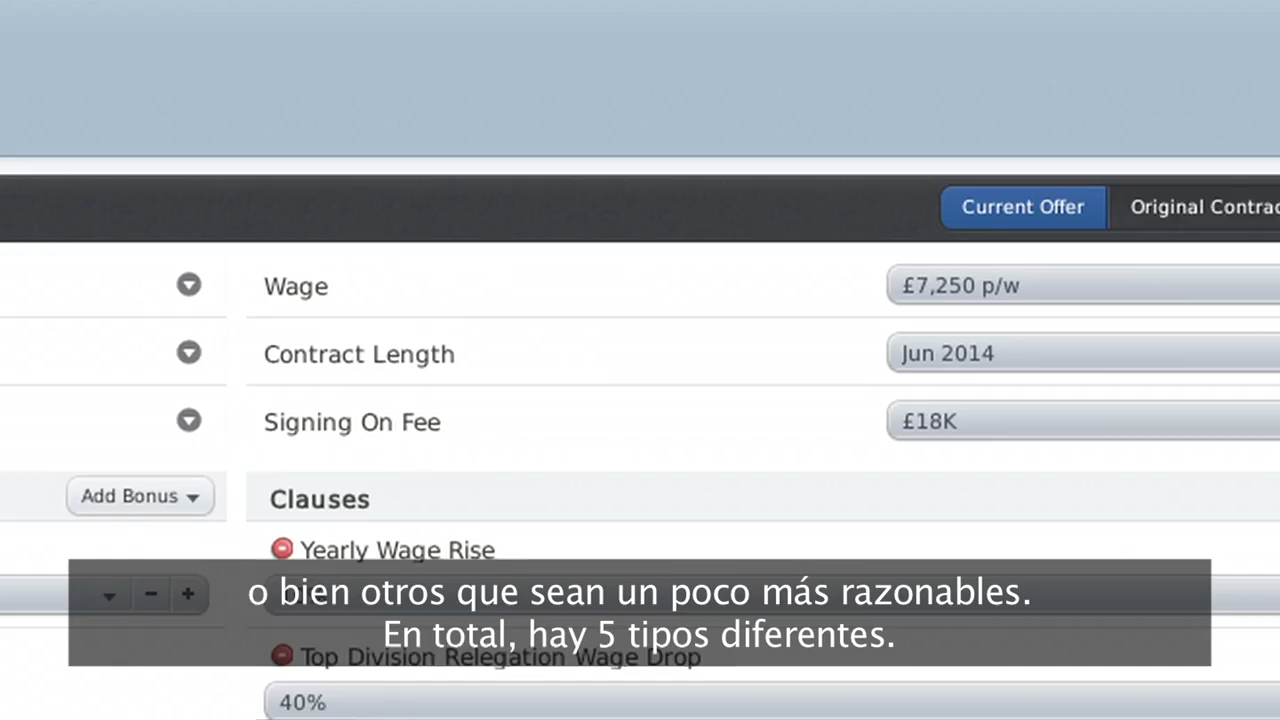 Current Offer
Original Contrac
Wage
£7,250 p/w
Contract Length
Jun 2014
Signing On Fee
£18K
Add Bonus
Clauses
Yearly Wage Rise
o bien otros que sean un poco más razonables.
En total, hay 5 tipos diferentes.
Top Division Relegation Wage Drop
40%